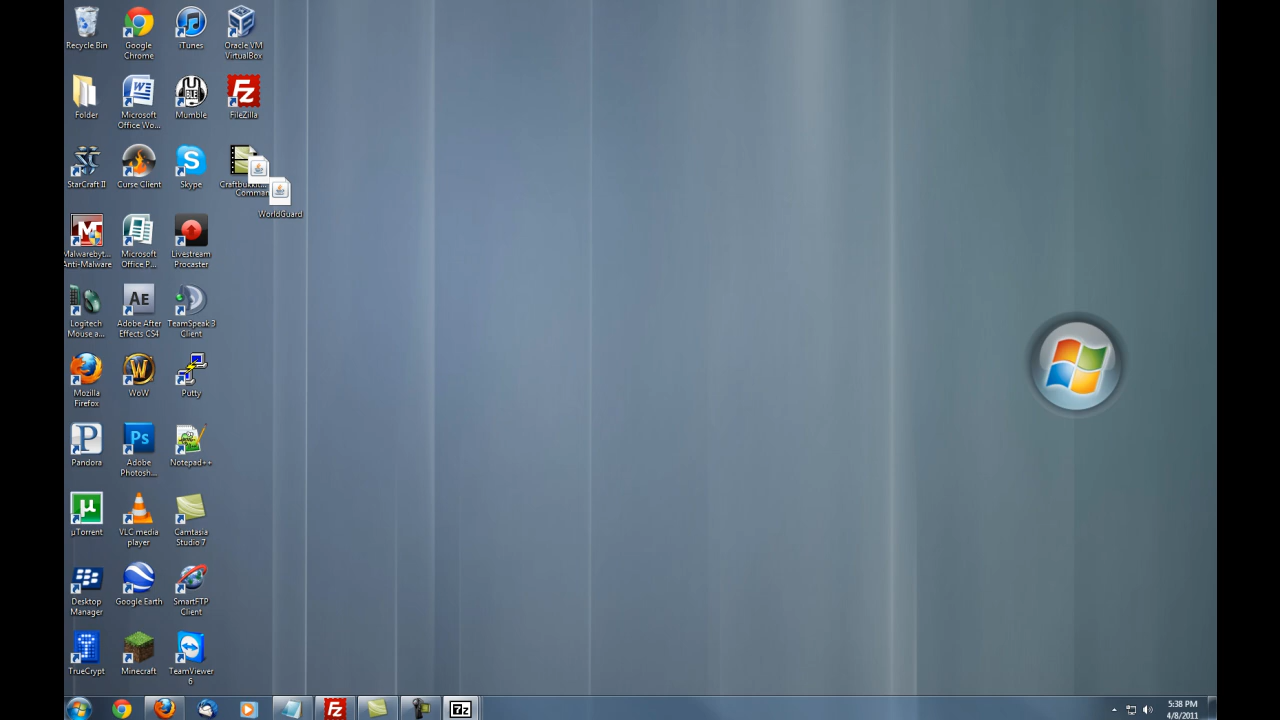 Recycle Bin
Google
Chrome
iTunes
Oracle VM
VirtualBox
Folder
Microsoft
Office Wo...
Mumble
FileZilla
StarCraft II
Curse Client
Skype
Craftbukkit...
Comman
WorldGuard
Malwarebyt...
Anti-Malware
Microsoft
Office P...
Livestream
Procaster
Logitech
Mouse a...
Adobe After
Effects CS4
TeamSpeak 3
Client
Mozilla
Firefox
WoW
Putty
Pandora
Adobe
Photosh...
Notepad++
µTorrent
VLC media
player
Camtasia
Studio 7
Desktop
Manager
Google Earth
SmartFTP
Client
TrueCrypt
Minecraft
TeamViewer
6
5:38 PM
4/8/2011